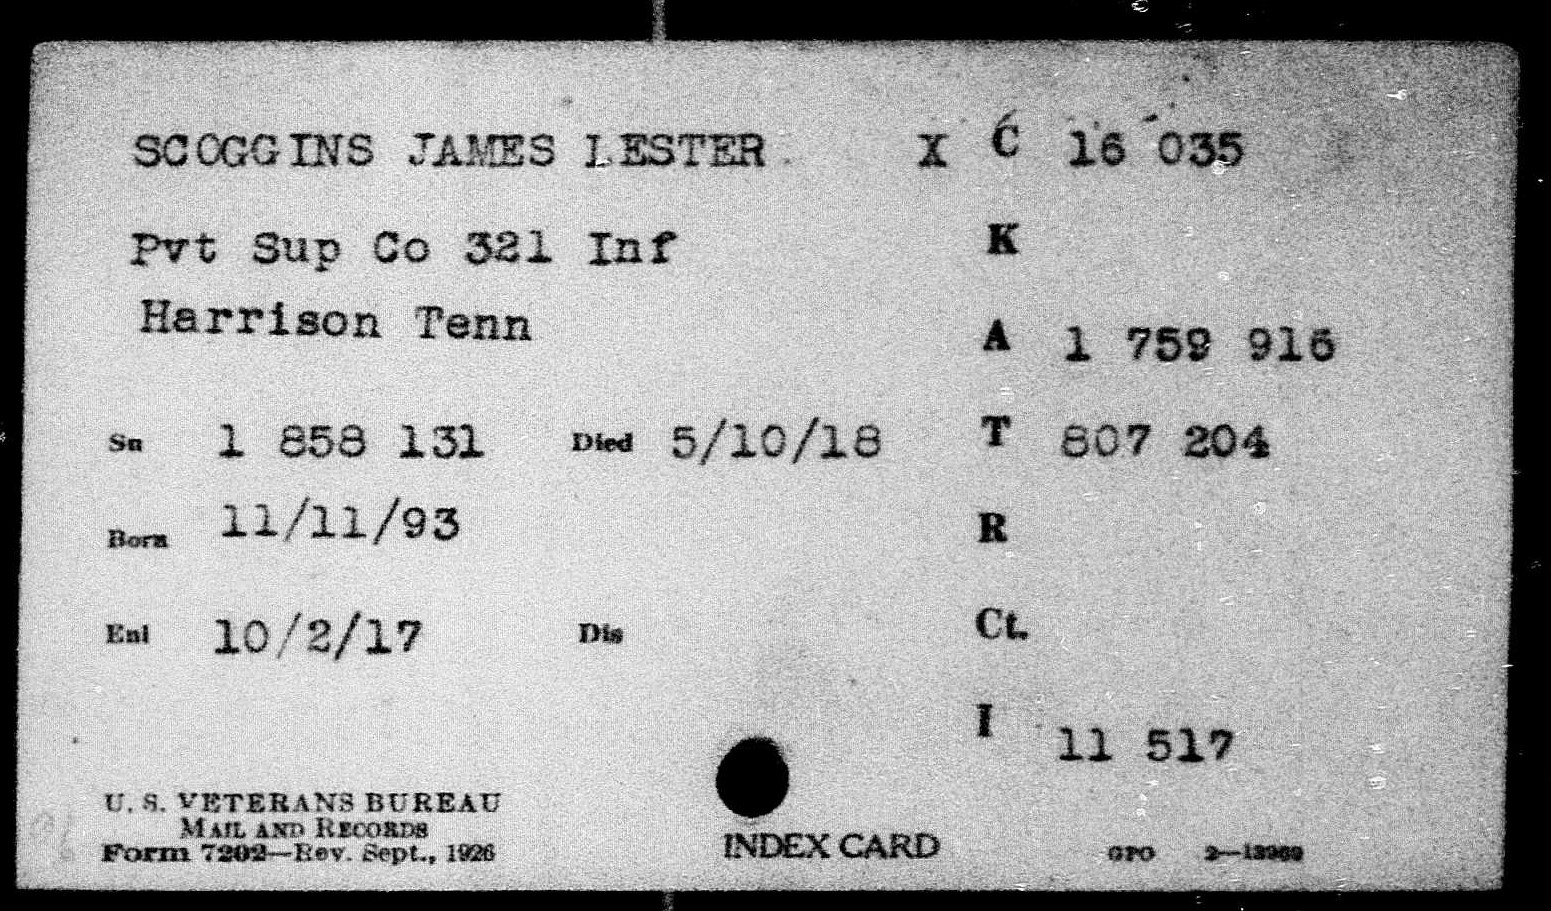 SCOGGINS JAMES LESTER X C 16 035
Pvt Sup Co 321 Inf K
Harrison Tenn
A 1 759 916
Sn 1 858 131 Died 5/10/18 T 807 204
Born 11/11/93 R
Enl 10/2/17 Dis Ct.
I 11 517
U. S. VETERANS BUREAU
MAIL AND RECORDS
Form 7202—Rev. Sept., 1926
INDEX CARD
GPO